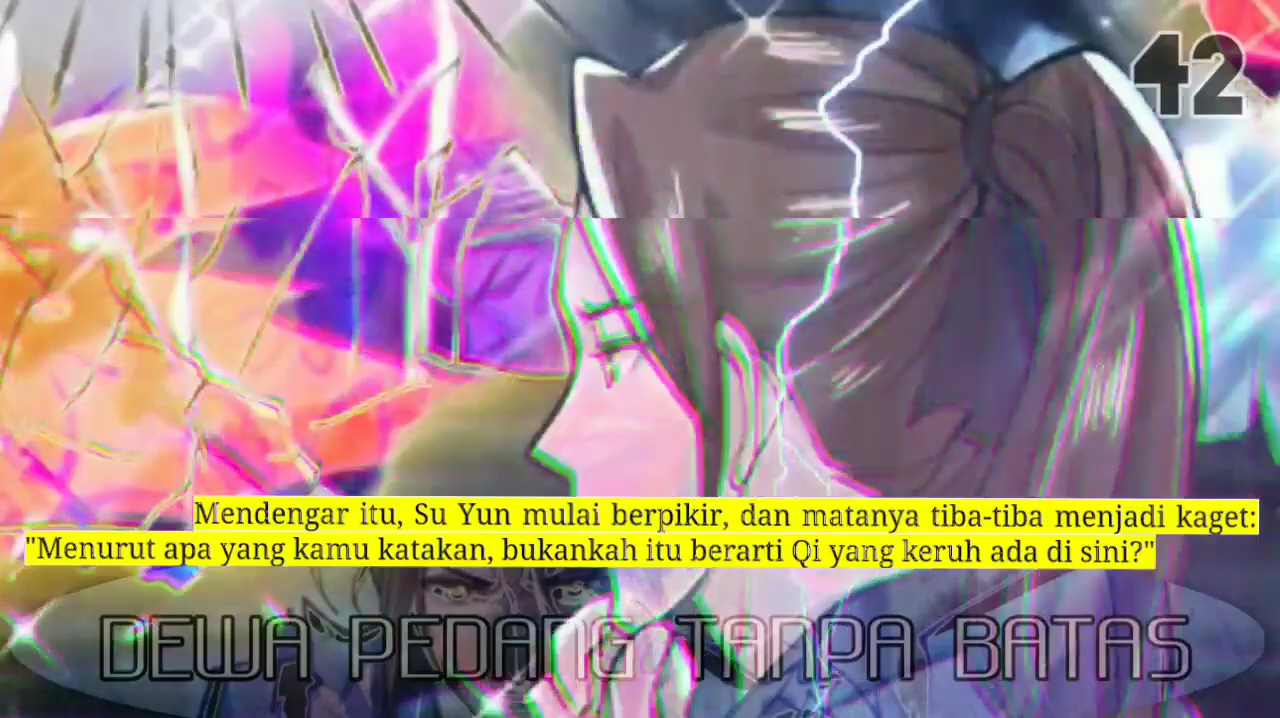 42
Mendengar itu, Su Yun mulai berpikir, dan matanya tiba-tiba menjadi kaget:
"Menurut apa yang kamu katakan, bukankah itu berarti Qi yang keruh ada di sini?"
DEWA PEDANG TANPA BATAS